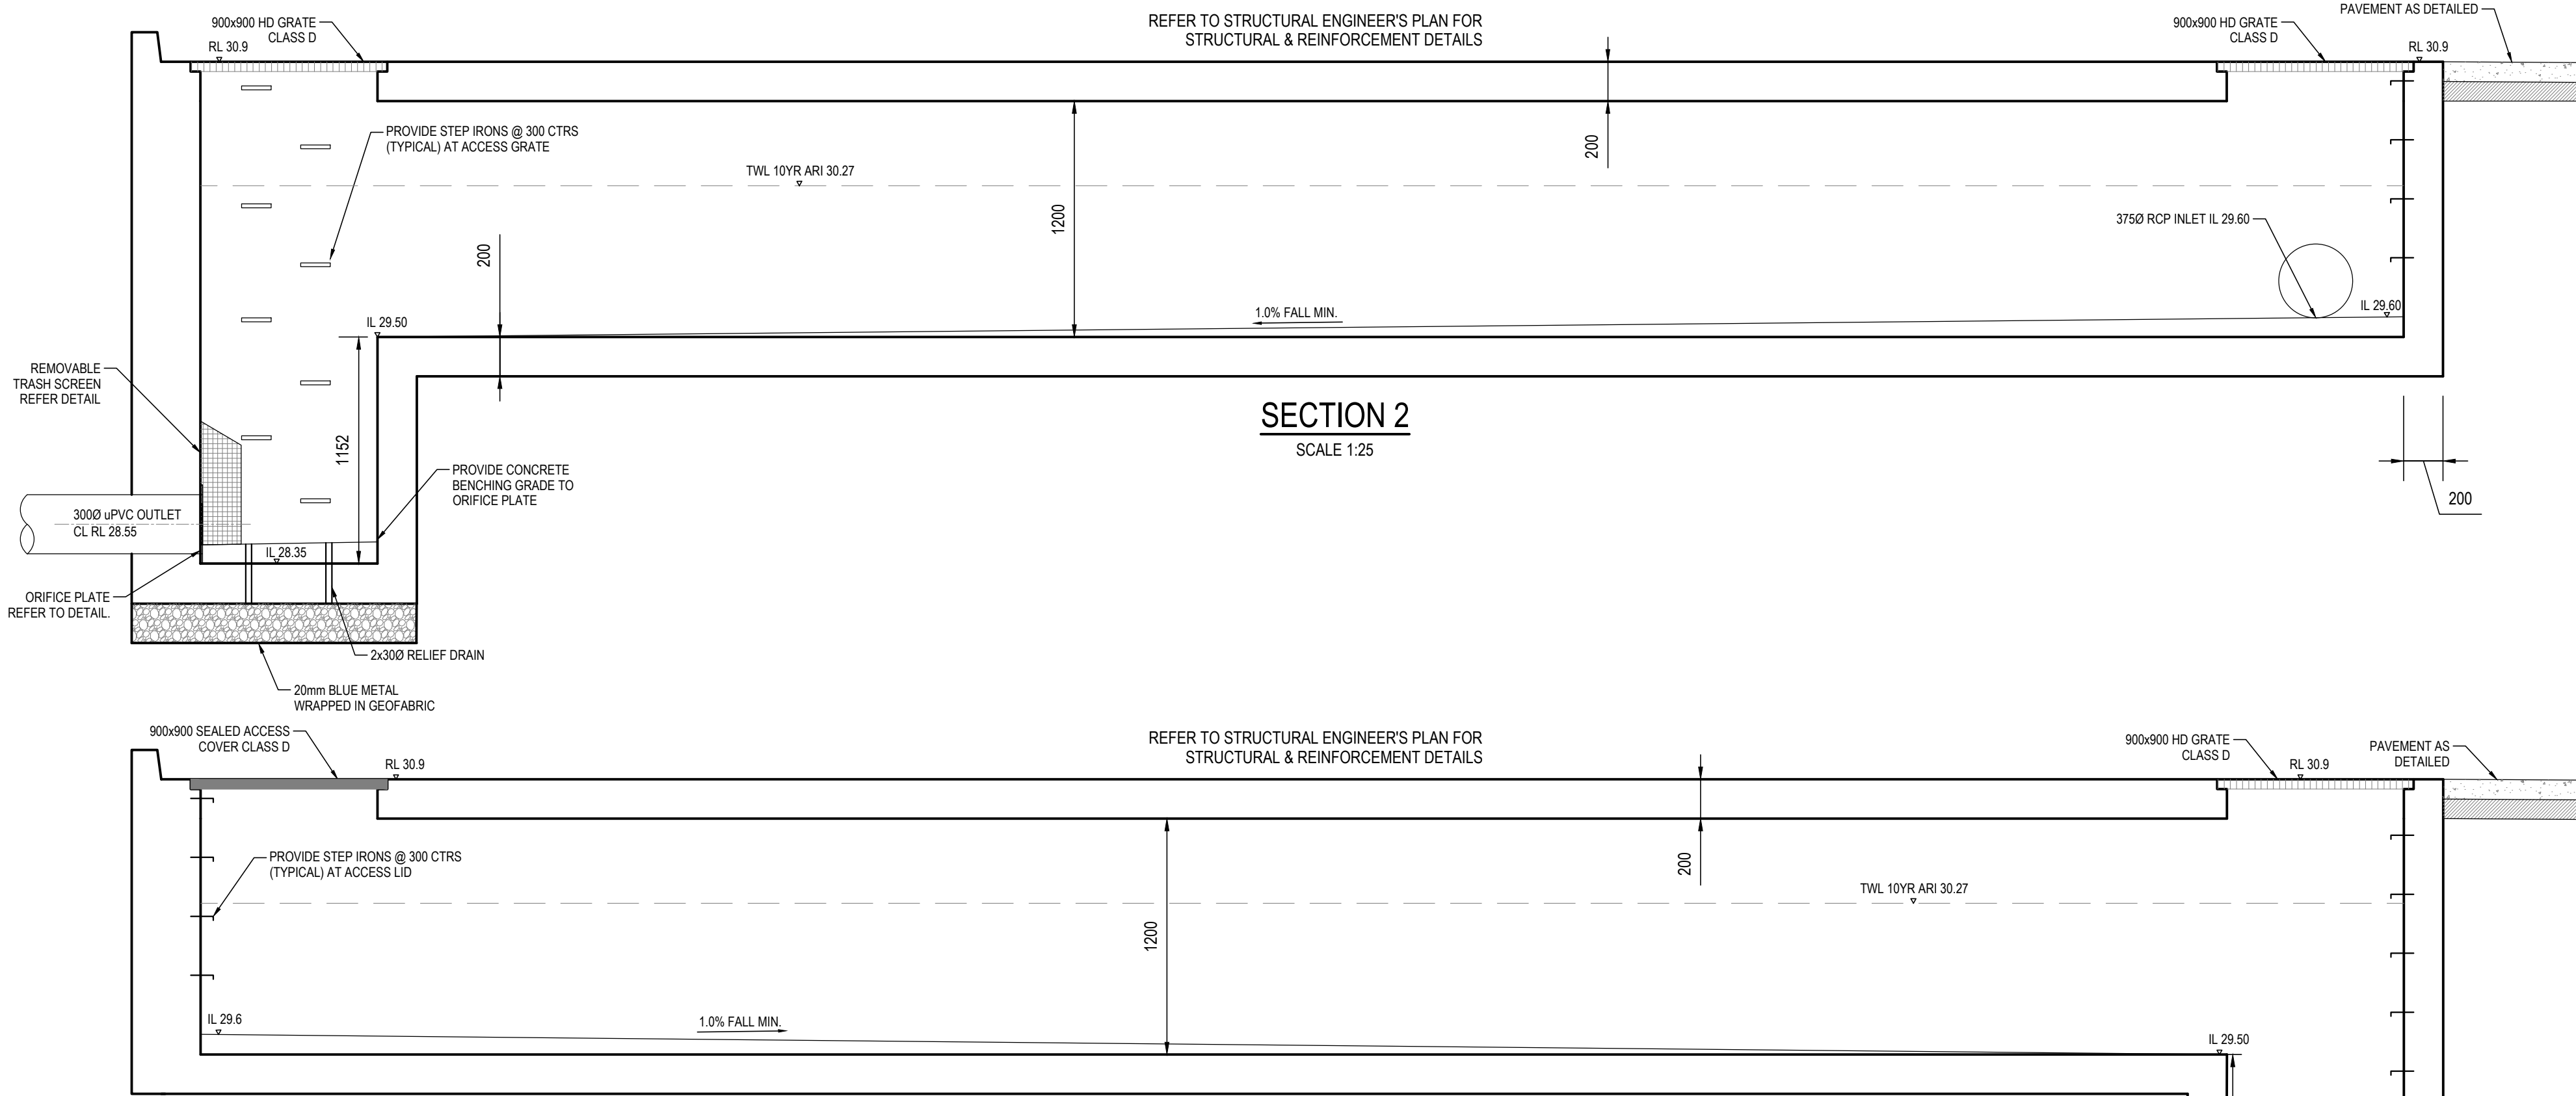 900x900 HD GRATE
CLASS D
RL 30.9
REFER TO STRUCTURAL ENGINEER'S PLAN FOR
STRUCTURAL & REINFORCEMENT DETAILS
900x900 HD GRATE
CLASS D
PAVEMENT AS DETAILED
RL 30.9
PROVIDE STEP IRONS @ 300 CTRS
(TYPICAL) AT ACCESS GRATE
200
TWL 10YR ARI 30.27
1200
375Ø RCP INLET IL 29.60
200
IL 29.50
1.0% FALL MIN.
IL 29.60
REMOVABLE
TRASH SCREEN
REFER DETAIL
1152
SECTION 2
SCALE 1:25
PROVIDE CONCRETE
BENCHING GRADE TO
ORIFICE PLATE
200
300Ø uPVC OUTLET
CL RL 28.55
IL 28.35
ORIFICE PLATE
REFER TO DETAIL.
2x30Ø RELIEF DRAIN
20mm BLUE METAL
WRAPPED IN GEOFABRIC
900x900 SEALED ACCESS
COVER CLASS D
RL 30.9
REFER TO STRUCTURAL ENGINEER'S PLAN FOR
STRUCTURAL & REINFORCEMENT DETAILS
900x900 HD GRATE
CLASS D
RL 30.9
PAVEMENT AS
DETAILED
PROVIDE STEP IRONS @ 300 CTRS
(TYPICAL) AT ACCESS LID
200
TWL 10YR ARI 30.27
1200
IL 29.6
1.0% FALL MIN.
IL 29.50